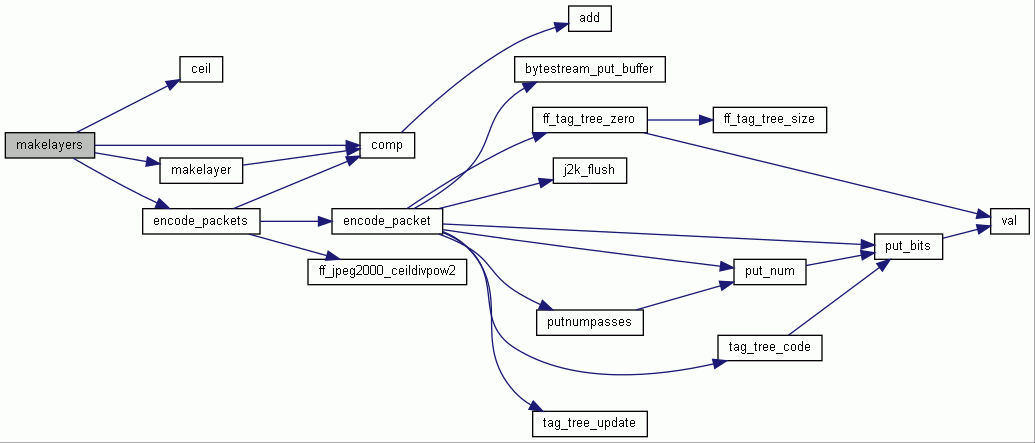 add
ceil
bytestream_put_buffer
ff_tag_tree_zero
ff_tag_tree_size
makelayers
comp
makelayer
j2k_flush
encode_packets
encode_packet
val
put_bits
ff_jpeg2000_ceildivpow2
put_num
putnumpasses
tag_tree_code
tag_tree_update